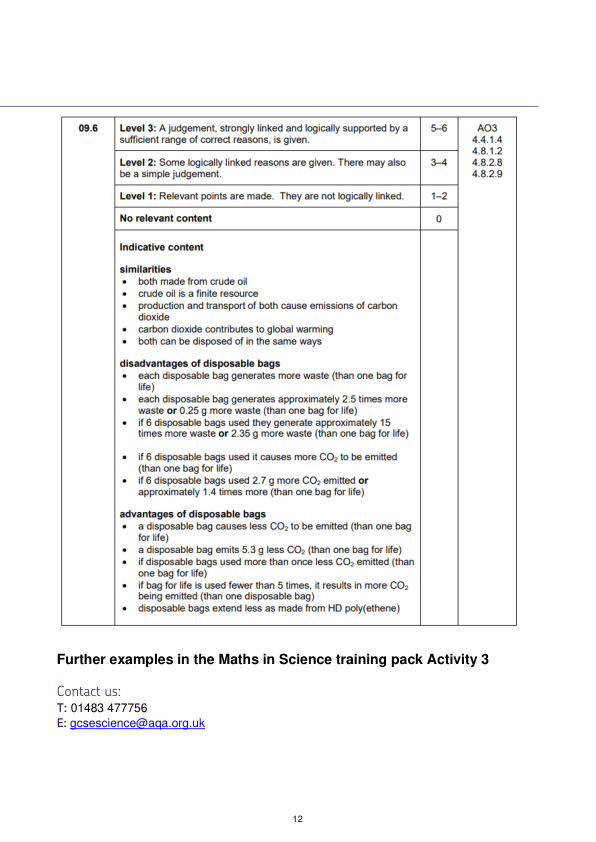 09.6
Level 3: A judgement, strongly linked and logically supported by a
sufficient range of correct reasons, is given.
5–6
AO3
4.4.1.4
4.8.1.2
4.8.2.8
4.8.2.9
Level 2: Some logically linked reasons are given. There may also
be a simple judgement.
3–4
Level 1: Relevant points are made. They are not logically linked.
1–2
No relevant content
0
Indicative content
similarities
• both made from crude oil
• crude oil is a finite resource
• production and transport of both cause emissions of carbon
dioxide
• carbon dioxide contributes to global warming
• both can be disposed of in the same ways
disadvantages of disposable bags
• each disposable bag generates more waste (than one bag for
life)
• each disposable bag generates approximately 2.5 times more
waste or 0.25 g more waste (than one bag for life)
• if 6 disposable bags used they generate approximately 15
times more waste or 2.35 g more waste (than one bag for life)
• if 6 disposable bags used it causes more CO₂ to be emitted
(than one bag for life)
• if 6 disposable bags used 2.7 g more CO₂ emitted or
approximately 1.4 times more (than one bag for life)
advantages of disposable bags
• a disposable bag causes less CO₂ to be emitted (than one bag
for life)
• a disposable bag emits 5.3 g less CO₂ (than one bag for life)
• if disposable bags used more than once less CO₂ emitted (than
one bag for life)
• if bag for life is used fewer than 5 times, it results in more CO₂
being emitted (than one disposable bag)
• disposable bags extend less as made from HD poly(ethene)
Further examples in the Maths in Science training pack Activity 3
Contact us:
T: 01483 477756
E: gcsescience@aqa.org.uk
12